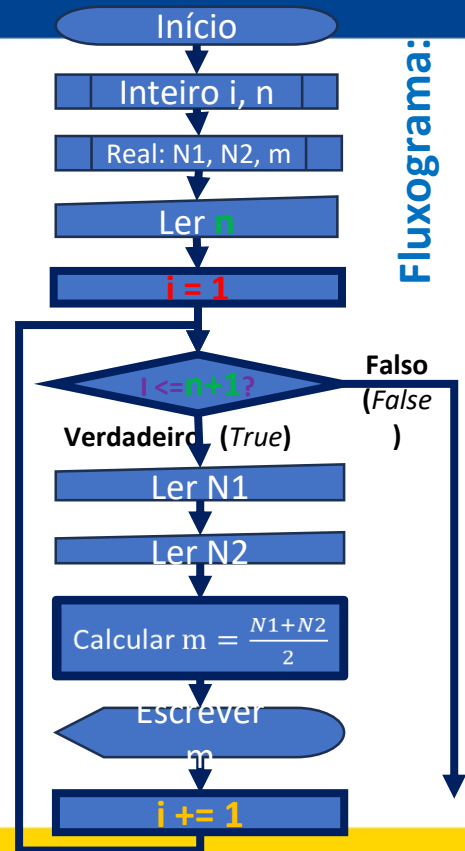 Início
Fluxograma:
Inteiro i, n
Real: N1, N2, m
Ler n
i = 1
I <=n+1?
Falso
(False
)
Verdadeiro (True)
Ler N1
Ler N2
Calcular m = \frac{N1+N2}{2}
Escrever
m
i += 1